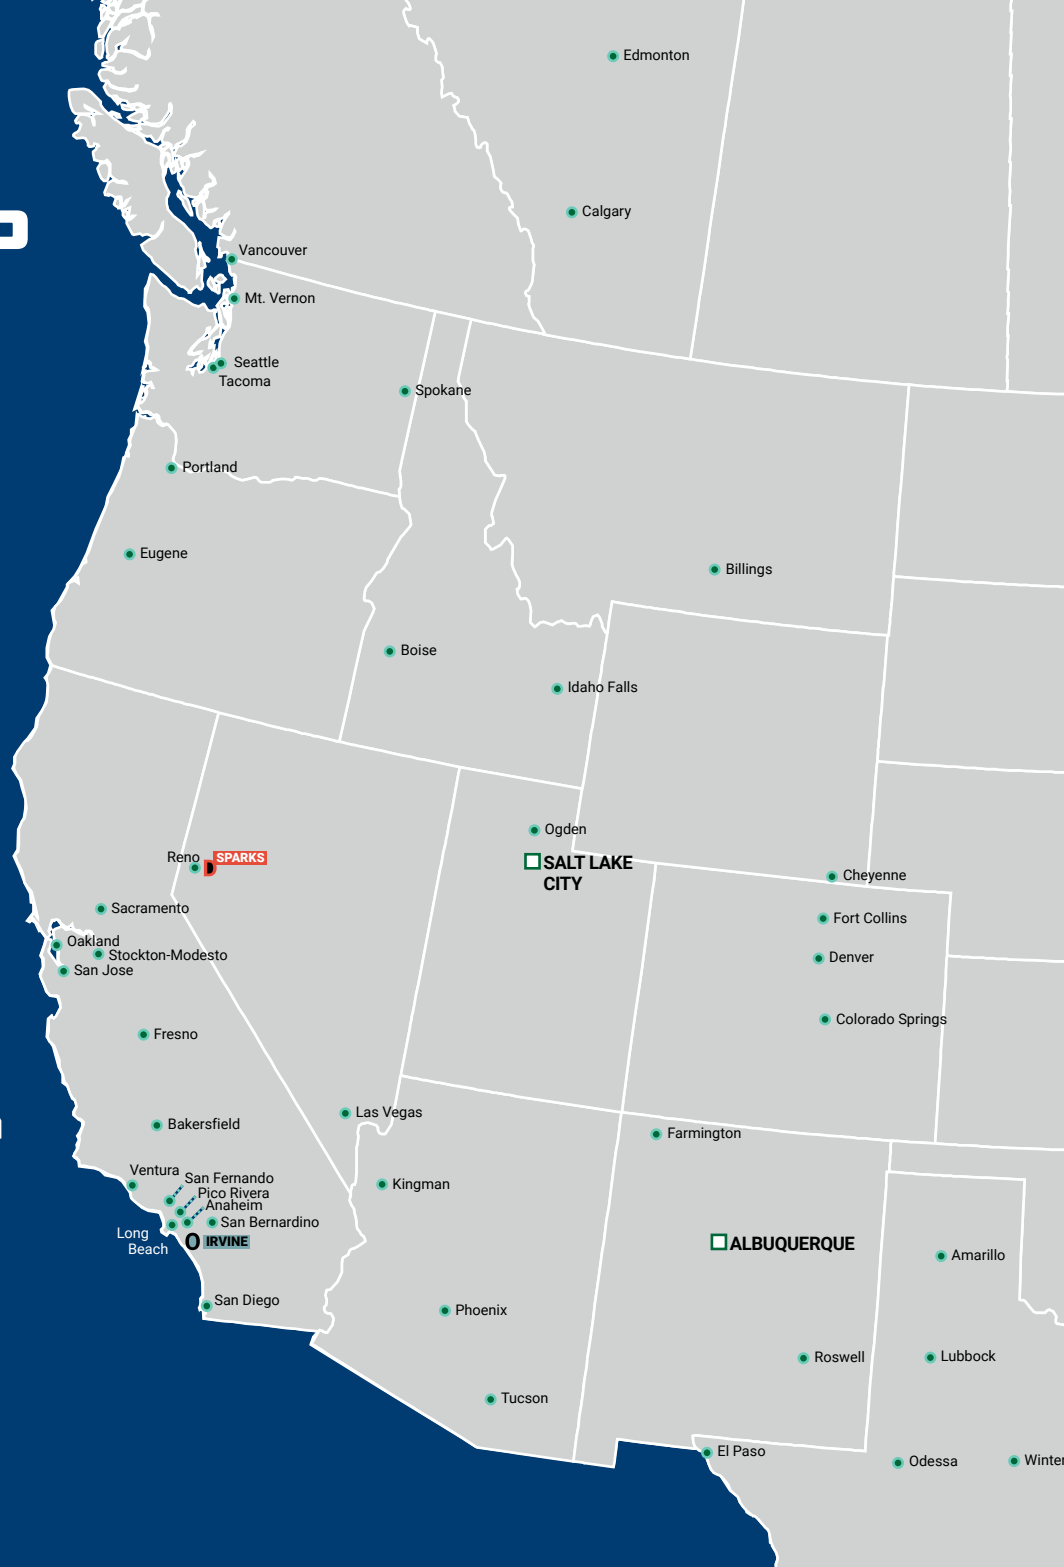 Edmonton
Calgary
Vancouver
Mt. Vernon
Seattle
Tacoma
Spokane
Portland
Eugene
Billings
Boise
Idaho Falls
Ogden
Reno
SPARKS
D
SALT LAKE
CITY
Cheyenne
Sacramento
Fort Collins
Oakland
Stockton-Modesto
Denver
San Jose
Colorado Springs
Fresno
Las Vegas
Bakersfield
Farmington
Ventura
San Fernando
Kingman
Pico Rivera
Anaheim
San Bernardino
Long
Beach
O IRVINE
ALBUQUERQUE
Amarillo
San Diego
Phoenix
Roswell
Lubbock
Tucson
El Paso
Odessa